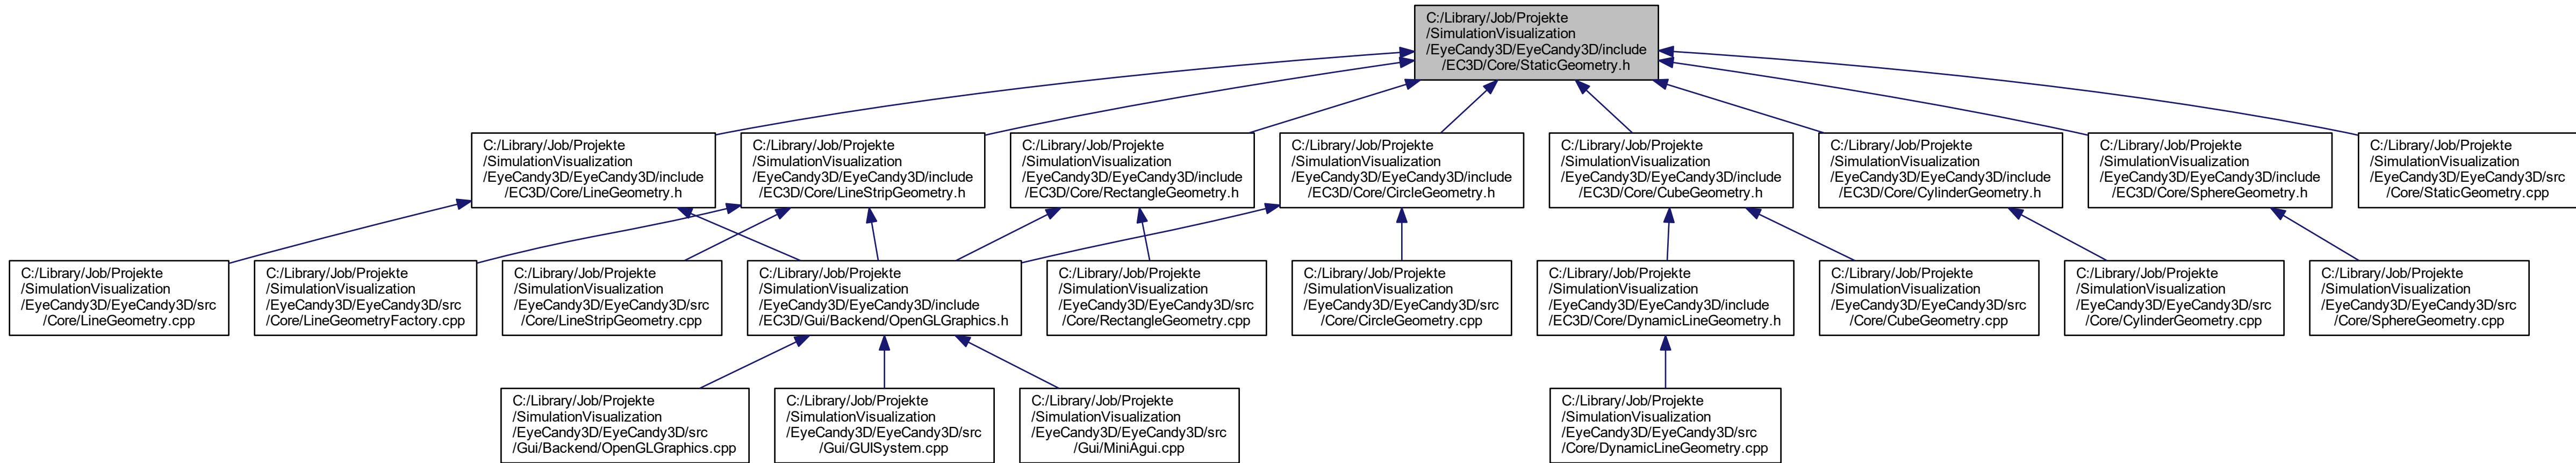 C:/Library/Job/Projekte
/SimulationVisualization
/EyeCandy3D/EyeCandy3D/include
/EC3D/Core/StaticGeometry.h
C:/Library/Job/Projekte
/SimulationVisualization
/EyeCandy3D/EyeCandy3D/include
/EC3D/Core/LineGeometry.h
C:/Library/Job/Projekte
/SimulationVisualization
/EyeCandy3D/EyeCandy3D/include
/EC3D/Core/LineStripGeometry.h
C:/Library/Job/Projekte
/SimulationVisualization
/EyeCandy3D/EyeCandy3D/include
/EC3D/Core/RectangleGeometry.h
C:/Library/Job/Projekte
/SimulationVisualization
/EyeCandy3D/EyeCandy3D/include
/EC3D/Core/CircleGeometry.h
C:/Library/Job/Projekte
/SimulationVisualization
/EyeCandy3D/EyeCandy3D/include
/EC3D/Core/CubeGeometry.h
C:/Library/Job/Projekte
/SimulationVisualization
/EyeCandy3D/EyeCandy3D/include
/EC3D/Core/CylinderGeometry.h
C:/Library/Job/Projekte
/SimulationVisualization
/EyeCandy3D/EyeCandy3D/include
/EC3D/Core/SphereGeometry.h
C:/Library/Job/Projekte
/SimulationVisualization
/EyeCandy3D/EyeCandy3D/src
/Core/StaticGeometry.cpp
C:/Library/Job/Projekte
/SimulationVisualization
/EyeCandy3D/EyeCandy3D/src
/Core/LineGeometry.cpp
C:/Library/Job/Projekte
/SimulationVisualization
/EyeCandy3D/EyeCandy3D/src
/Core/LineGeometryFactory.cpp
C:/Library/Job/Projekte
/SimulationVisualization
/EyeCandy3D/EyeCandy3D/src
/Core/LineStripGeometry.cpp
C:/Library/Job/Projekte
/SimulationVisualization
/EyeCandy3D/EyeCandy3D/include
/EC3D/Gui/Backend/OpenGLGraphics.h
C:/Library/Job/Projekte
/SimulationVisualization
/EyeCandy3D/EyeCandy3D/src
/Core/RectangleGeometry.cpp
C:/Library/Job/Projekte
/SimulationVisualization
/EyeCandy3D/EyeCandy3D/src
/Core/CircleGeometry.cpp
C:/Library/Job/Projekte
/SimulationVisualization
/EyeCandy3D/EyeCandy3D/include
/EC3D/Core/DynamicLineGeometry.h
C:/Library/Job/Projekte
/SimulationVisualization
/EyeCandy3D/EyeCandy3D/src
/Core/CubeGeometry.cpp
C:/Library/Job/Projekte
/SimulationVisualization
/EyeCandy3D/EyeCandy3D/src
/Core/CylinderGeometry.cpp
C:/Library/Job/Projekte
/SimulationVisualization
/EyeCandy3D/EyeCandy3D/src
/Core/SphereGeometry.cpp
C:/Library/Job/Projekte
/SimulationVisualization
/EyeCandy3D/EyeCandy3D/src
/Gui/Backend/OpenGLGraphics.cpp
C:/Library/Job/Projekte
/SimulationVisualization
/EyeCandy3D/EyeCandy3D/src
/Gui/GUISystem.cpp
C:/Library/Job/Projekte
/SimulationVisualization
/EyeCandy3D/EyeCandy3D/src
/Gui/MiniAgui.cpp
C:/Library/Job/Projekte
/SimulationVisualization
/EyeCandy3D/EyeCandy3D/src
/Core/DynamicLineGeometry.cpp